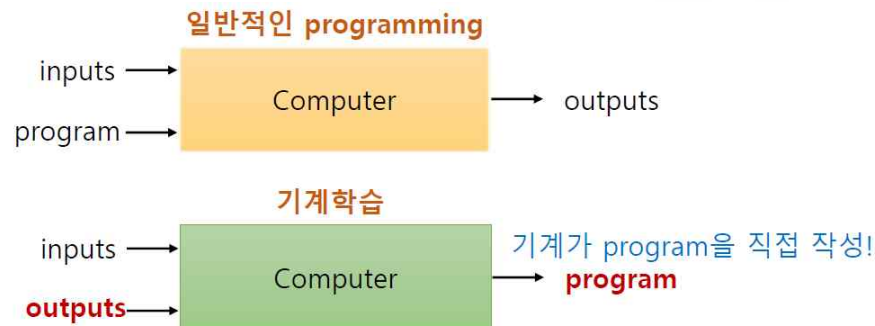 일반적인 programming
inputs
program
Computer
outputs
기계학습
inputs
outputs
Computer
기계가 program을 직접 작성!
program